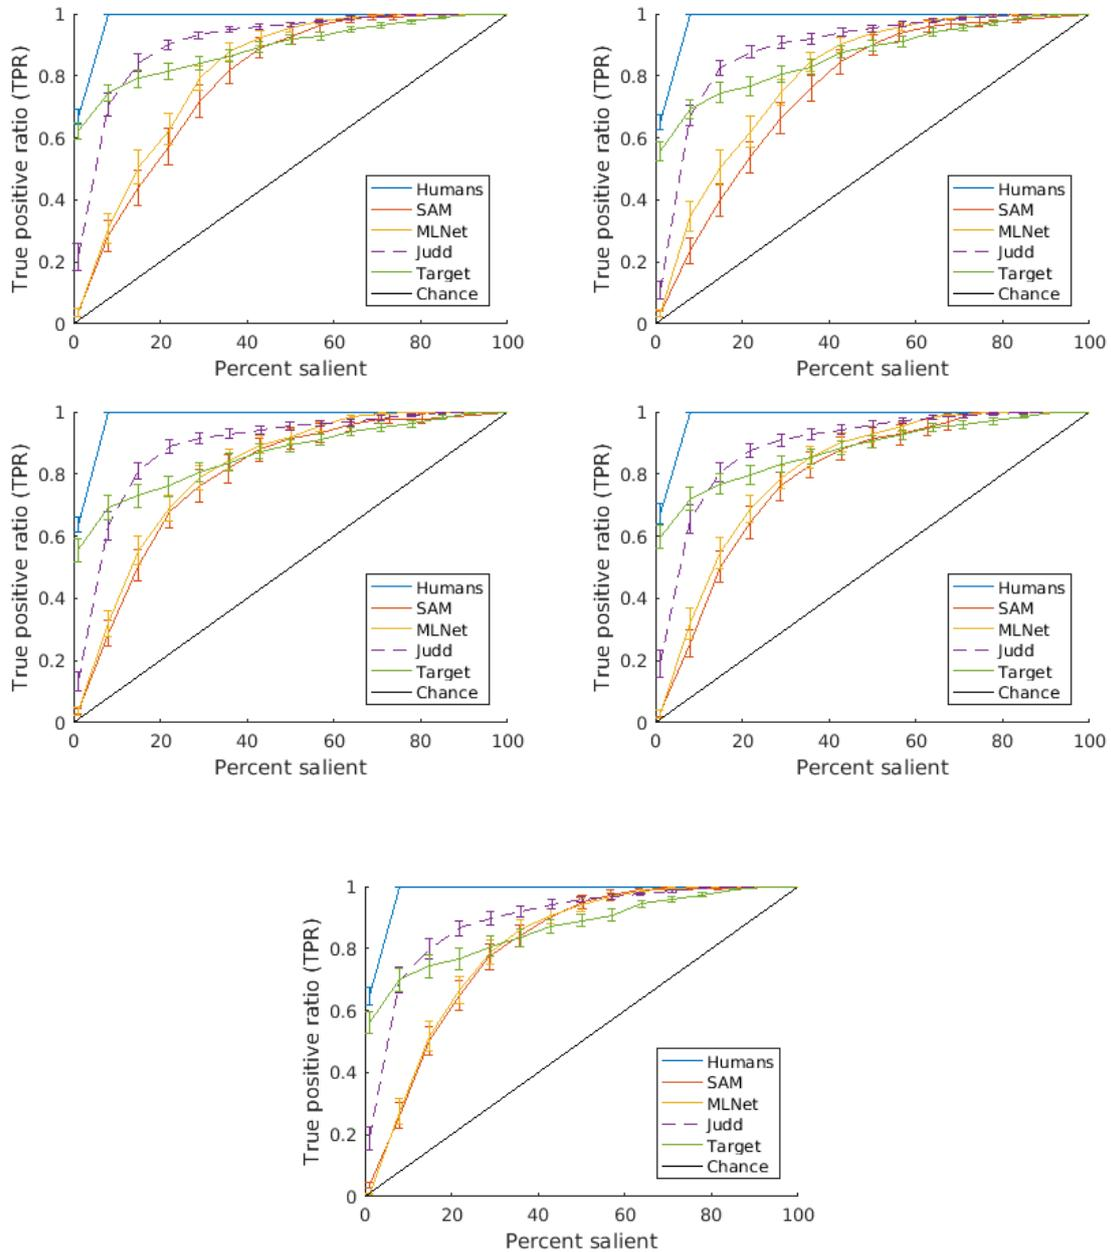 True positive ratio (TPR)
1
0.8
0.6
0.4
0.2
0
0 20 40 60 80 100
Percent salient
Humans
SAM
MLNet
Judd
Target
Chance
True positive ratio (TPR)
1
0.8
0.6
0.4
0.2
0
0 20 40 60 80 100
Percent salient
Humans
SAM
MLNet
Judd
Target
Chance
True positive ratio (TPR)
1
0.8
0.6
0.4
0.2
0
0 20 40 60 80 100
Percent salient
Humans
SAM
MLNet
Judd
Target
Chance
True positive ratio (TPR)
1
0.8
0.6
0.4
0.2
0
0 20 40 60 80 100
Percent salient
Humans
SAM
MLNet
Judd
Target
Chance
True positive ratio (TPR)
1
0.8
0.6
0.4
0.2
0
0 20 40 60 80 100
Percent salient
Humans
SAM
MLNet
Judd
Target
Chance